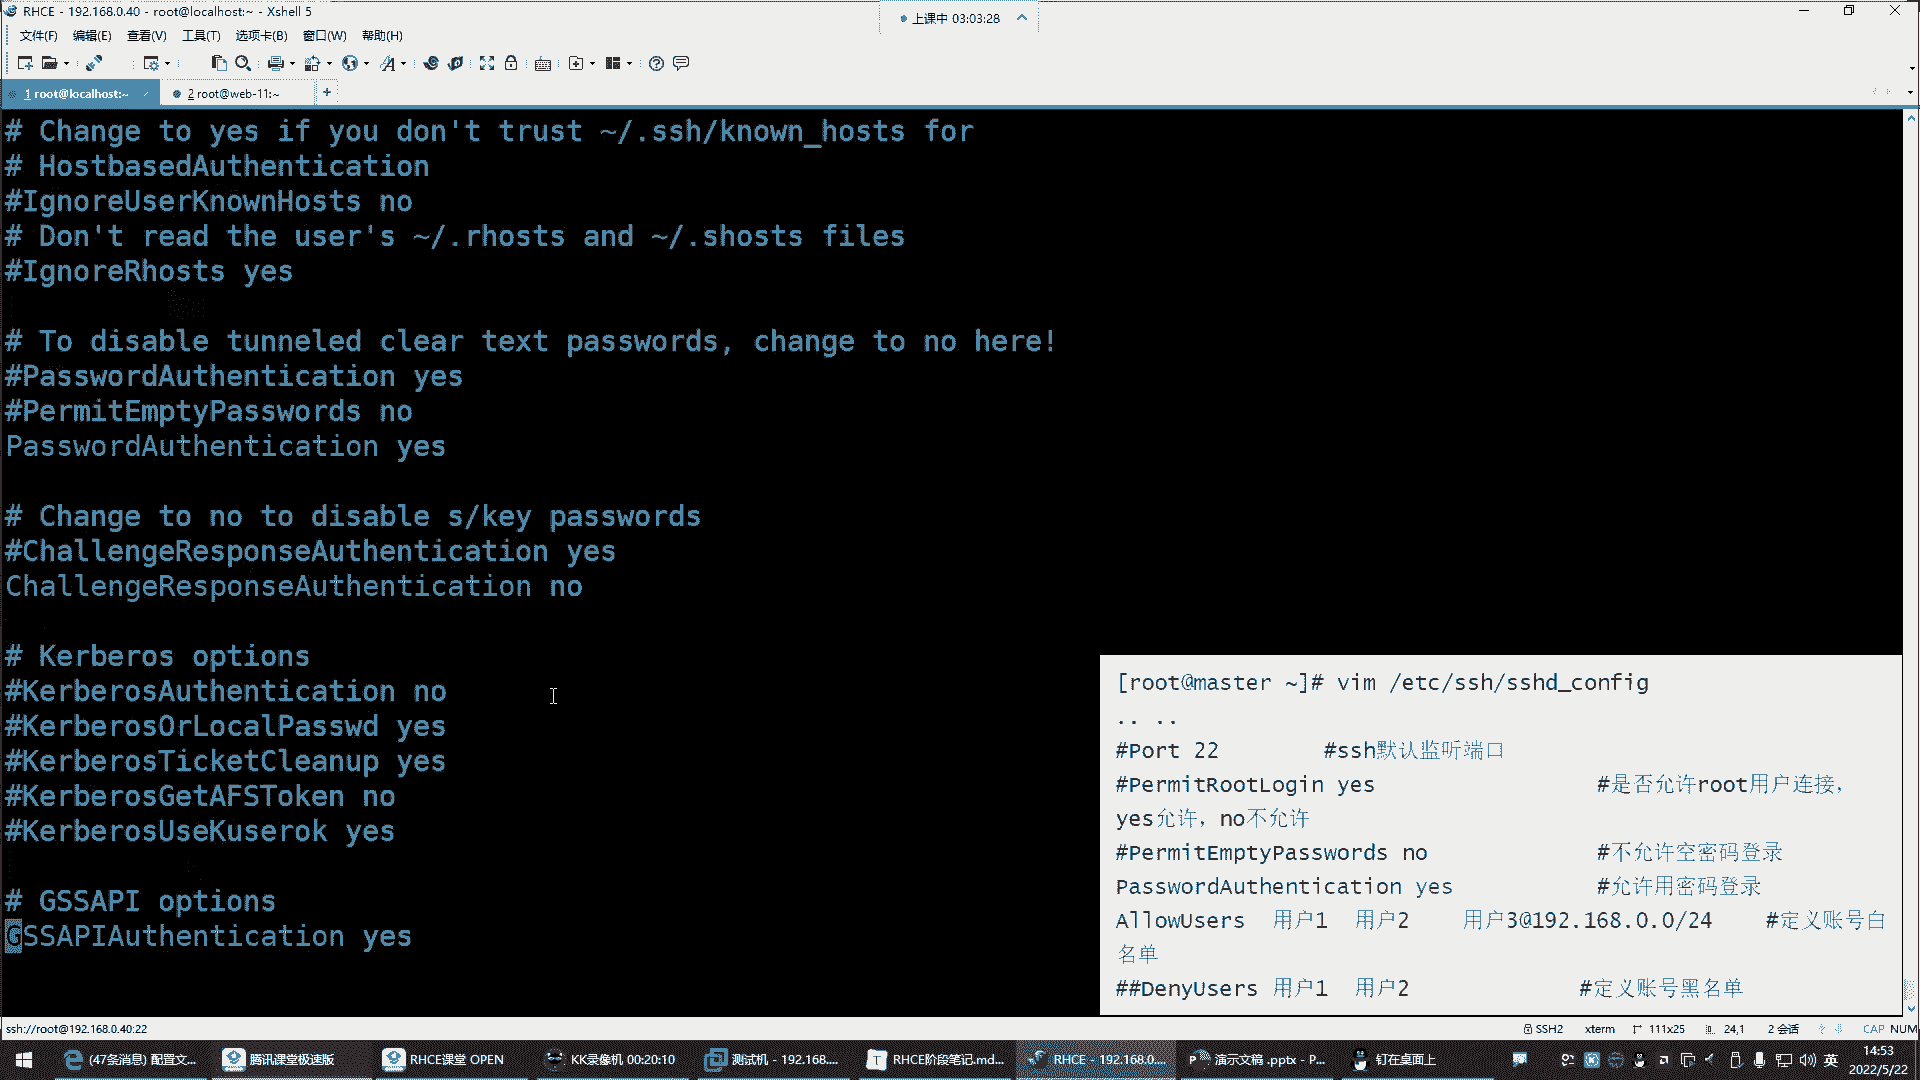 RHCE - 192.168.0.40 - root@localhost:~ - Xshell 5
上课中 03:03:28
文件(F) 编辑(E) 查看(V) 工具(T) 选项卡(B) 窗口(W) 帮助(H)
1 root@localhost:~
2 root@web-11:~
+
# Change to yes if you don't trust ~/.ssh/known_hosts for
# HostbasedAuthentication
#IgnoreUserKnownHosts no
# Don't read the user's ~/.rhosts and ~/.shosts files
#IgnoreRhosts yes
# To disable tunneled clear text passwords, change to no here!
#PasswordAuthentication yes
#PermitEmptyPasswords no
PasswordAuthentication yes
# Change to no to disable s/key passwords
#ChallengeResponseAuthentication yes
ChallengeResponseAuthentication no
# Kerberos options
#KerberosAuthentication no
#KerberosOrLocalPasswd yes
#KerberosTicketCleanup yes
#KerberosGetAFSToken no
#KerberosUseKuserok yes
# GSSAPI options
GSSAPIAuthentication yes
[root@master ~]# vim /etc/ssh/sshd_config
.. ..
#Port 22 #ssh默认监听端口
#PermitRootLogin yes #是否允许root用户连接，
yes允许，no不允许
#PermitEmptyPasswords no #不允许空密码登录
PasswordAuthentication yes #允许用密码登录
AllowUsers 用户1 用户2 用户3@192.168.0.0/24 #定义账号白
名单
##DenyUsers 用户1 用户2 #定义账号黑名单
ssh://root@192.168.0.40:22
SSH2 xterm 111x25 24,1 2 会话 CAP NUM
(47条消息) 配置文...
腾讯课堂极速版
RHCE课堂 OPEN
KK录像机 00:20:10
测试机 - 192.168....
RHCE阶段笔记.md...
RHCE - 192.168.0....
演示文稿 .pptx - P...
钉在桌面上
英
14:53
2022/5/22